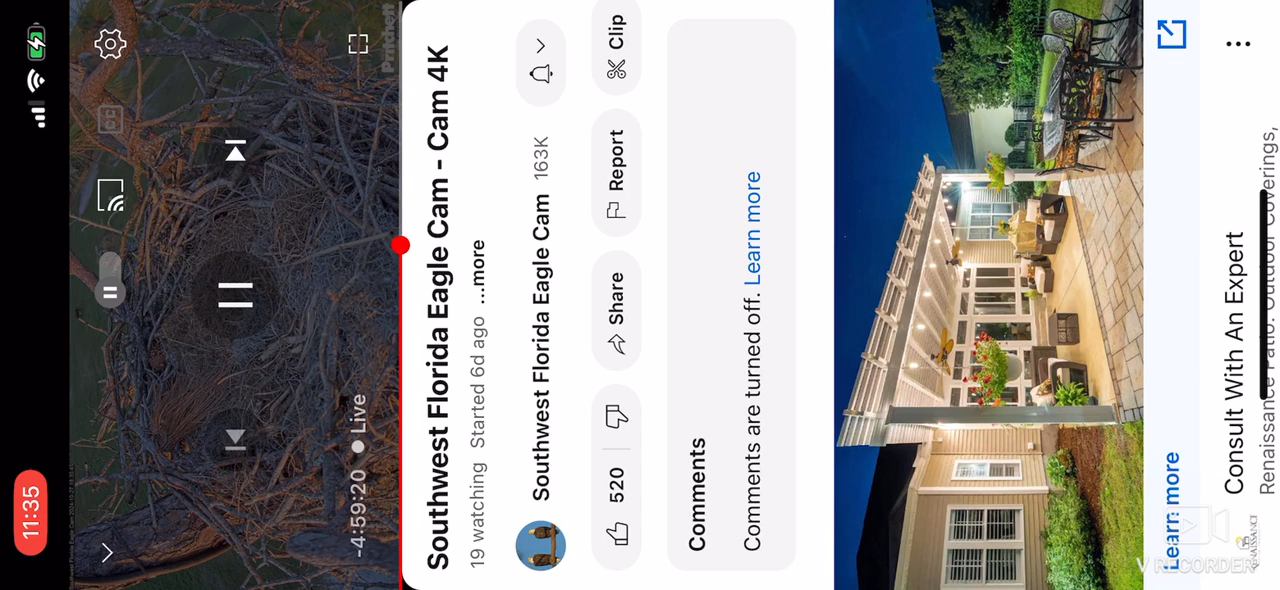 11:35
Pritchett
CC
-4:59:20 Live
Southwest Florida Eagle Cam - Cam 4K
19 watching Started 6d ago ...more
Southwest Florida Eagle Cam 163K
520 Share Report Clip
Comments
Comments are turned off. Learn more
Learn more
Consult With An Expert
Renaissance Patio: Outdoor Coverings,
RENAISSANCE
V RECORDER